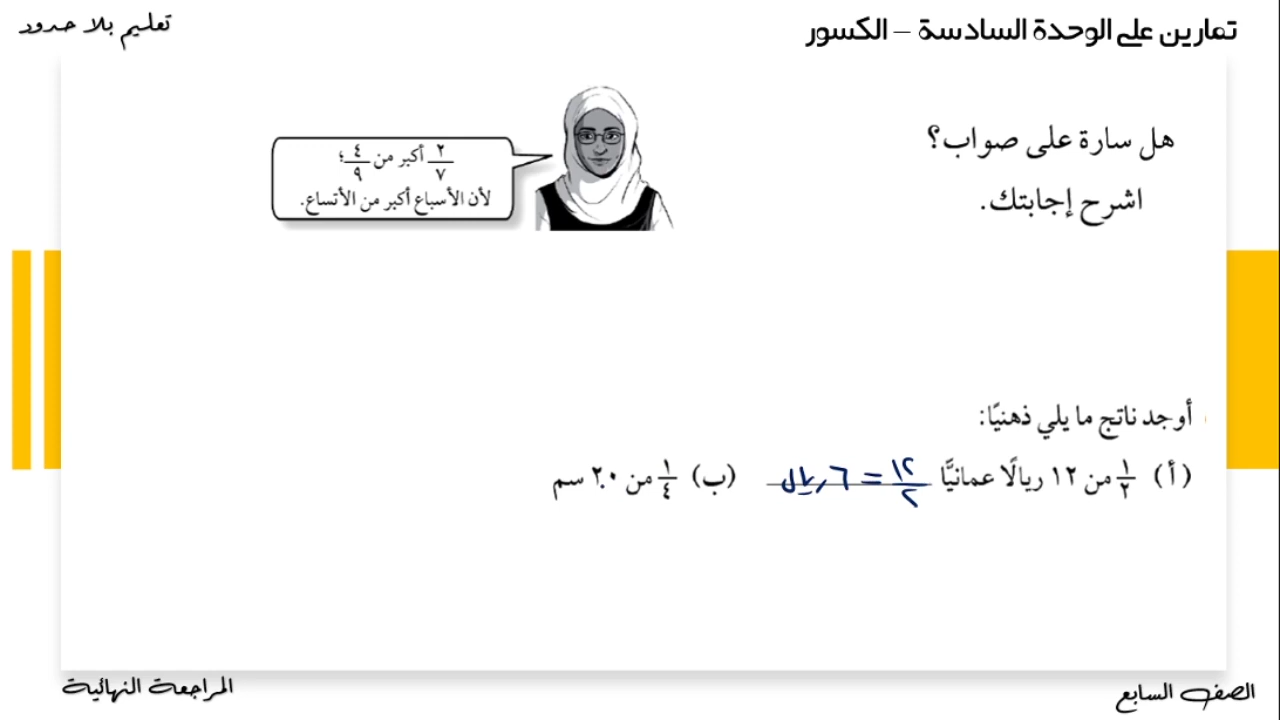 تمارين على الوحدة السادسة – الكسور
تعليم بلا حدود
هل سارة على صواب؟
اشرح إجابتك.
٢/٧ أكبر من ٤/٩؛
لأن الأسباع أكبر من الأتساع.
أوجد ناتج ما يلي ذهنيًا:
(أ) ١/٢ من ١٢ ريالًا عمانيًّا ١٢/٢ = ٦ ريال (ب) ١/٤ من ٢٠ سم
الصف السابع
المراجعة النهائية